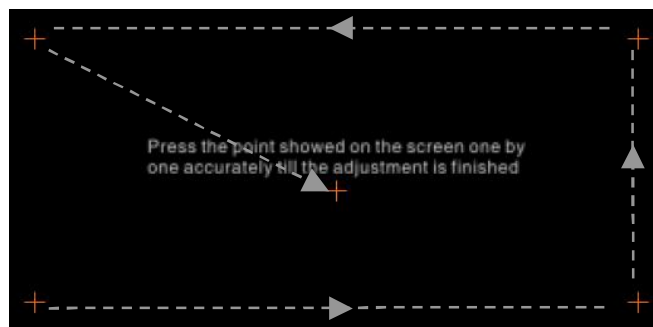 Press the point showed on the screen one by
one accurately till the adjustment is finished